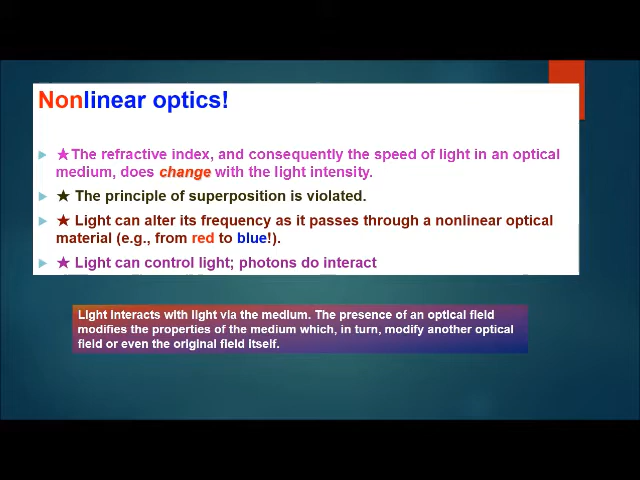 Nonlinear optics!
★The refractive index, and consequently the speed of light in an optical
medium, does change with the light intensity.
★ The principle of superposition is violated.
★ Light can alter its frequency as it passes through a nonlinear optical
material (e.g., from red to blue!).
★ Light can control light; photons do interact
Light interacts with light via the medium. The presence of an optical field
modifies the properties of the medium which, in turn, modify another optical
field or even the original field itself.